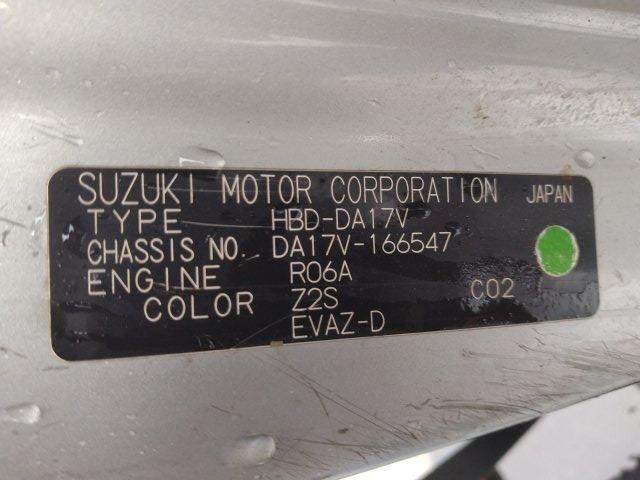 SUZUKI MOTOR CORPORATION JAPAN
TYPE HBD-DA17V
CHASSIS NO. DA17V-166547
ENGINE R06A
COLOR Z2S C02
EVAZ-D